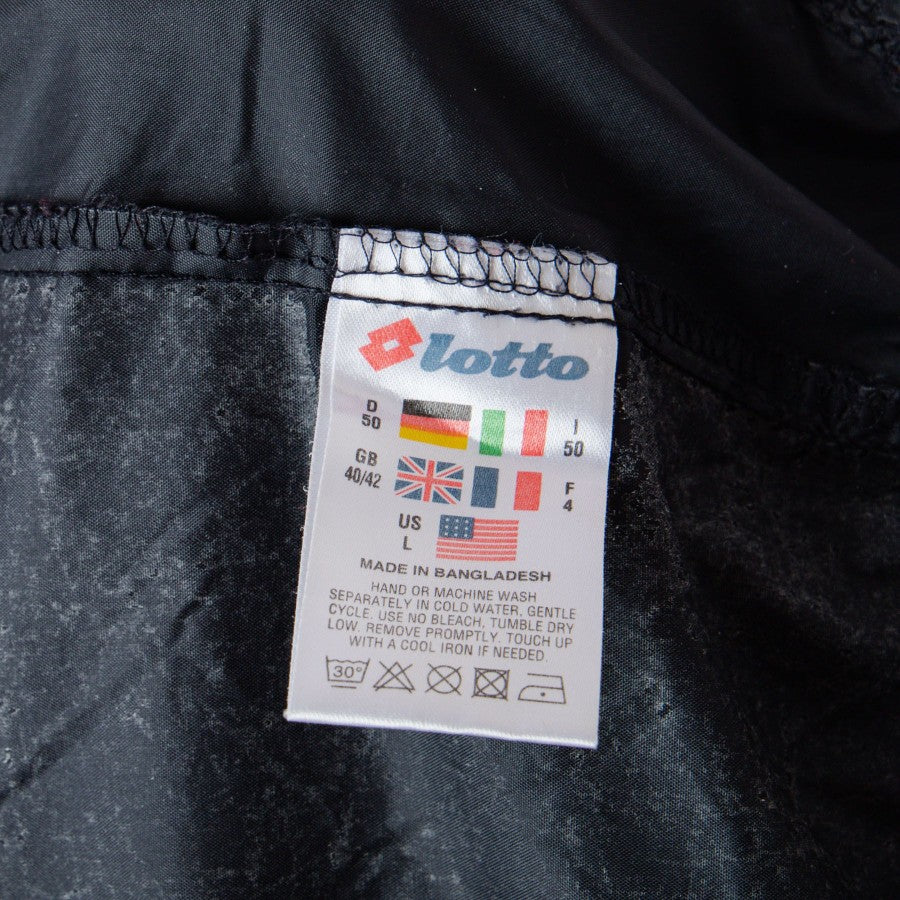 lotto
D
50
I
50
GB
40/42
F
4
US
L
MADE IN BANGLADESH
HAND OR MACHINE WASH
SEPARATELY IN COLD WATER, GENTLE
CYCLE. USE NO BLEACH, TUMBLE DRY
LOW. REMOVE PROMPTLY. TOUCH UP
WITH A COOL IRON IF NEEDED.
30°